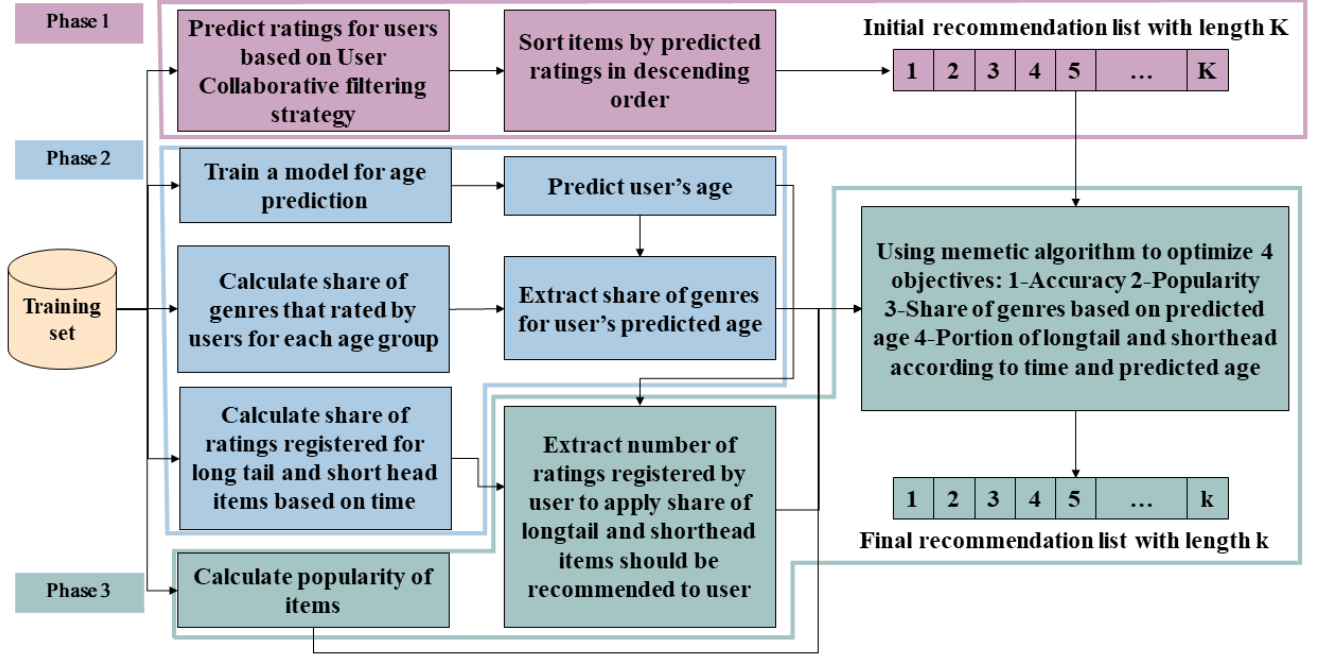 Phase 1
Predict ratings for users
based on User
Collaborative filtering
strategy
Sort items by predicted
ratings in descending
order
Initial recommendation list with length K
1 2 3 4 5 ... K
Phase 2
Train a model for age
prediction
Predict user's age
Training
set
Calculate share of
genres that rated by
users for each age group
Extract share of genres
for user's predicted age
Using memetic algorithm to optimize 4
objectives: 1-Accuracy 2-Popularity
3-Share of genres based on predicted
age 4-Portion of longtail and shorthead
according to time and predicted age
Calculate share of
ratings registered for
long tail and short head
items based on time
Extract number of
ratings registered by
user to apply share of
longtail and shorthead
items should be
recommended to user
1 2 3 4 5 ... k
Final recommendation list with length k
Phase 3
Calculate popularity of
items